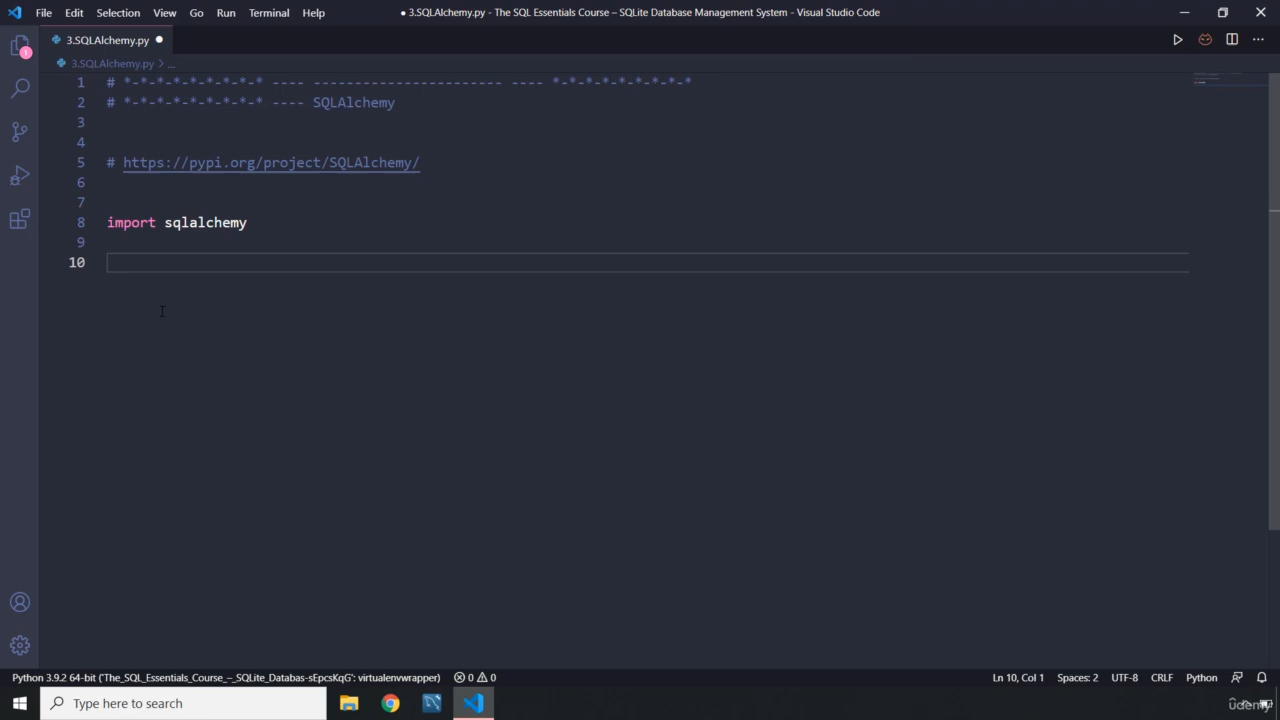 File Edit Selection View Go Run Terminal Help
● 3.SQLAlchemy.py - The SQL Essentials Course – SQLite Database Management System - Visual Studio Code
3.SQLAlchemy.py ●
3.SQLAlchemy.py > ...
1 # *-*-*-*-*-*-*-*-* ---- ----------------------- ---- *-*-*-*-*-*-*-*-*
2 # *-*-*-*-*-*-*-*-* ---- SQLAlchemy
3
4
5 # https://pypi.org/project/SQLAlchemy/
6
7
8 import sqlalchemy
9
10
1
Python 3.9.2 64-bit ('The_SQL_Essentials_Course_–_SQLite_Databas-sEpcsKqG': virtualenvwrapper) 0 0 Ln 10, Col 1 Spaces: 2 UTF-8 CRLF Python
Type here to search
udemy